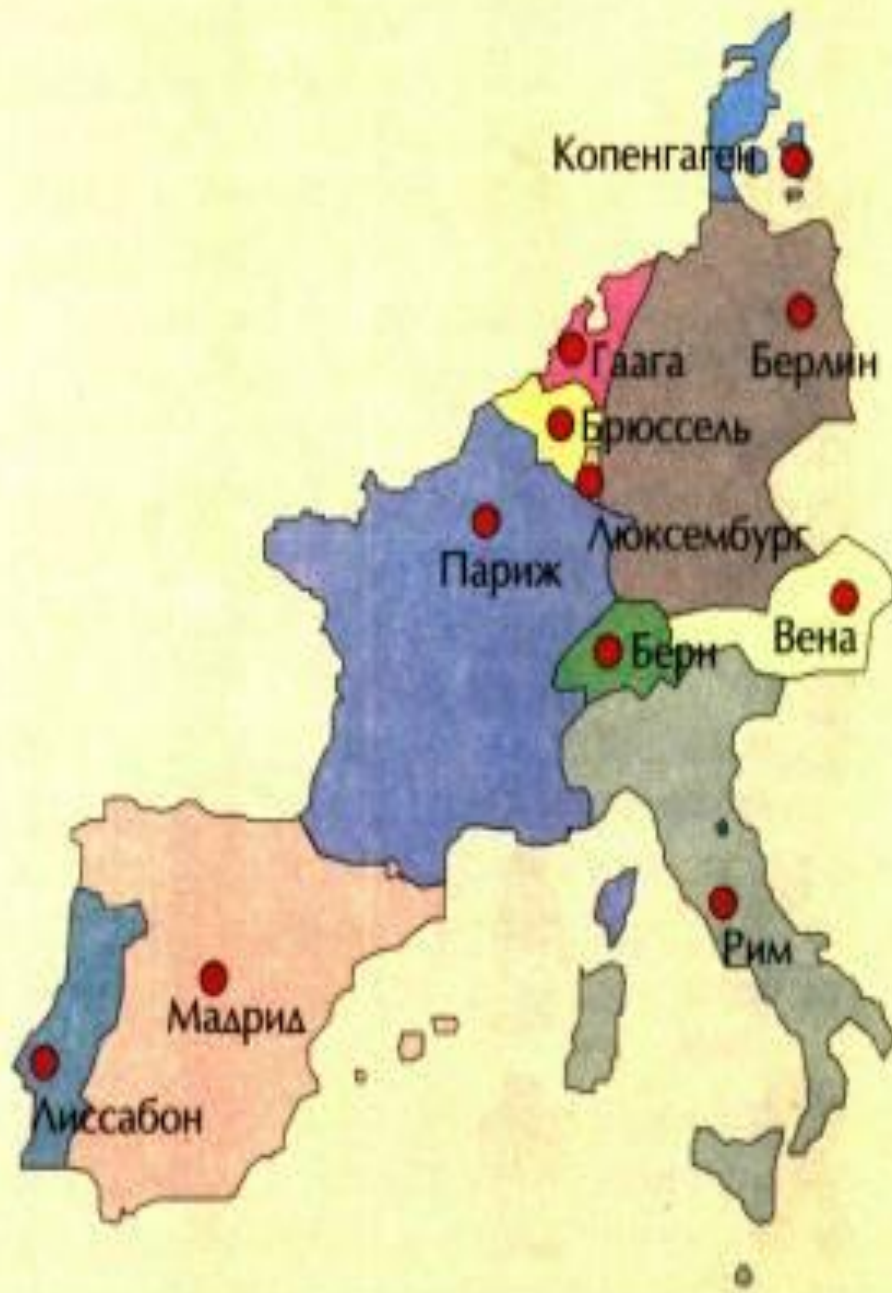 Копенгаген
Гаага
Берлин
Брюссель
Люксембург
Париж
Вена
Берн
Рим
Мадрид
Лиссабон